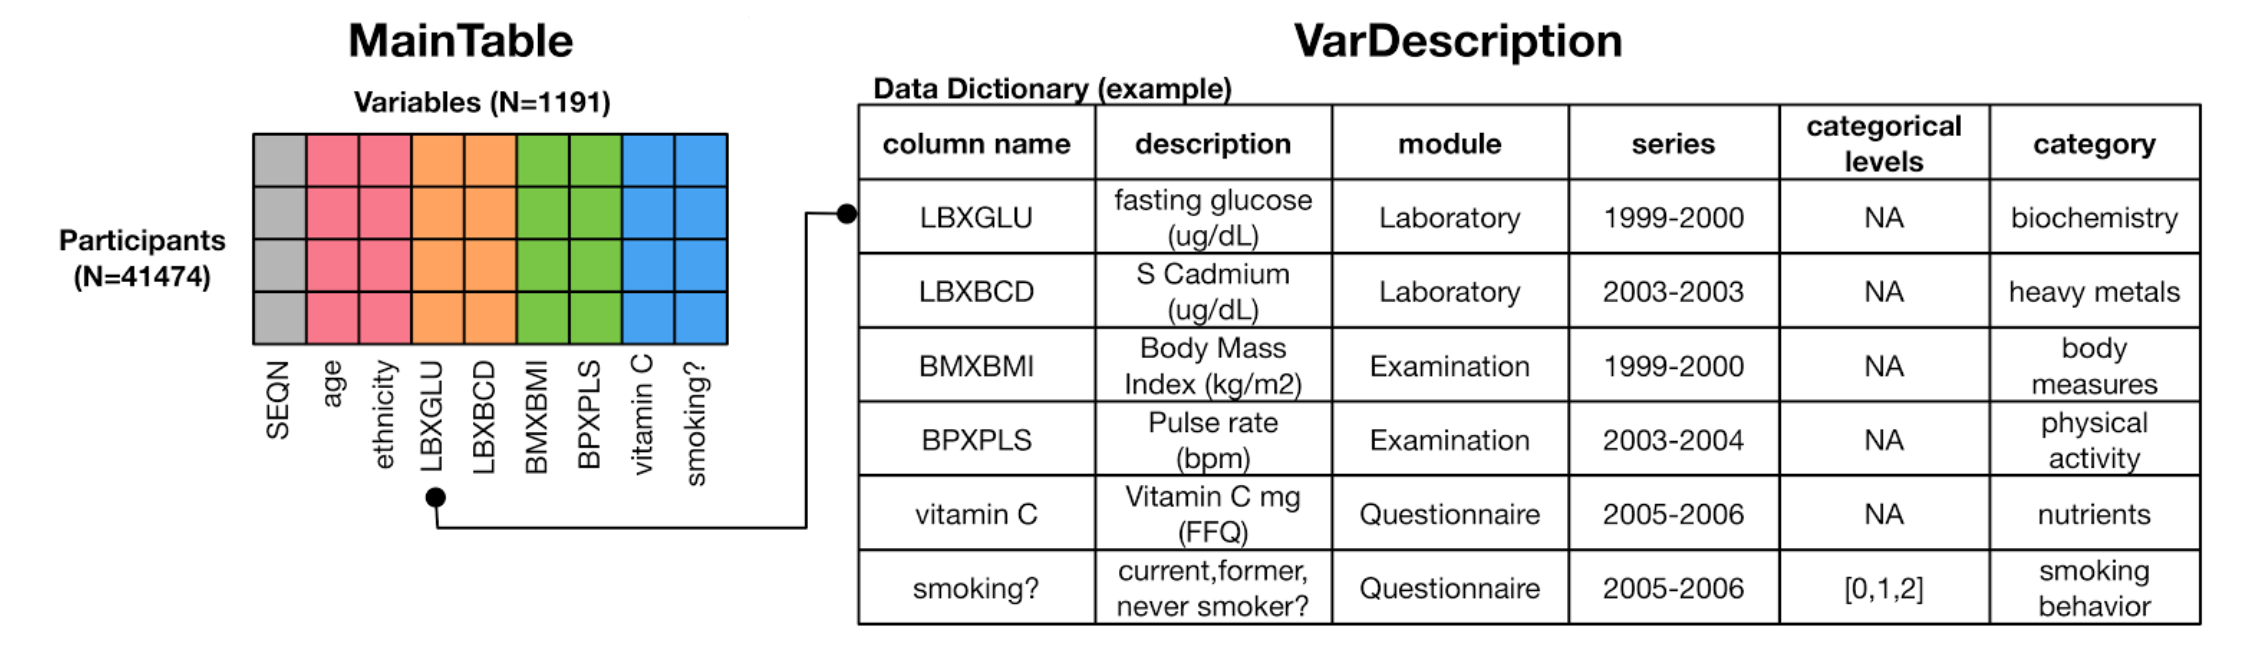 MainTable
Variables (N=1191)
Participants
(N=41474)
SEQN
age
ethnicity
LBXGLU
LBXBCD
BMXBMI
BPXPLS
vitamin C
smoking?
VarDescription
Data Dictionary (example)
column name
description
module
series
categorical
levels
category
LBXGLU
fasting glucose
(ug/dL)
Laboratory
1999-2000
NA
biochemistry
LBXBCD
S Cadmium
(ug/dL)
Laboratory
2003-2003
NA
heavy metals
BMXBMI
Body Mass
Index (kg/m2)
Examination
1999-2000
NA
body
measures
BPXPLS
Pulse rate
(bpm)
Examination
2003-2004
NA
physical
activity
vitamin C
Vitamin C mg
(FFQ)
Questionnaire
2005-2006
NA
nutrients
smoking?
current,former,
never smoker?
Questionnaire
2005-2006
[0,1,2]
smoking
behavior